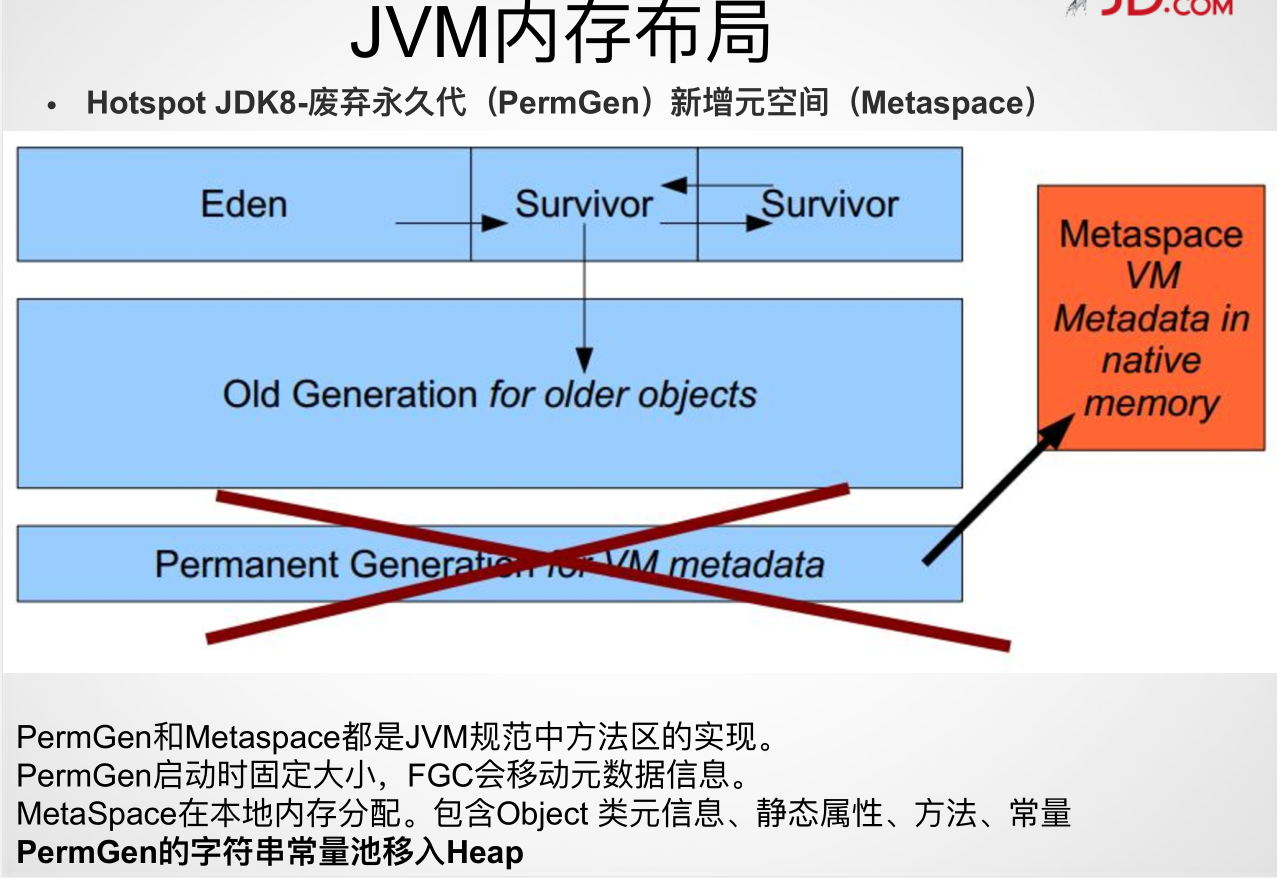 JVM内存布局
JD.COM
• Hotspot JDK8-废弃永久代（PermGen）新增元空间（Metaspace）
Eden
Survivor
Survivor
Metaspace
VM
Metadata in
native
memory
Old Generation for older objects
Permanent Generation for VM metadata
PermGen和Metaspace都是JVM规范中方法区的实现。
PermGen启动时固定大小，FGC会移动元数据信息。
MetaSpace在本地内存分配。包含Object 类元信息、静态属性、方法、常量
PermGen的字符串常量池移入Heap